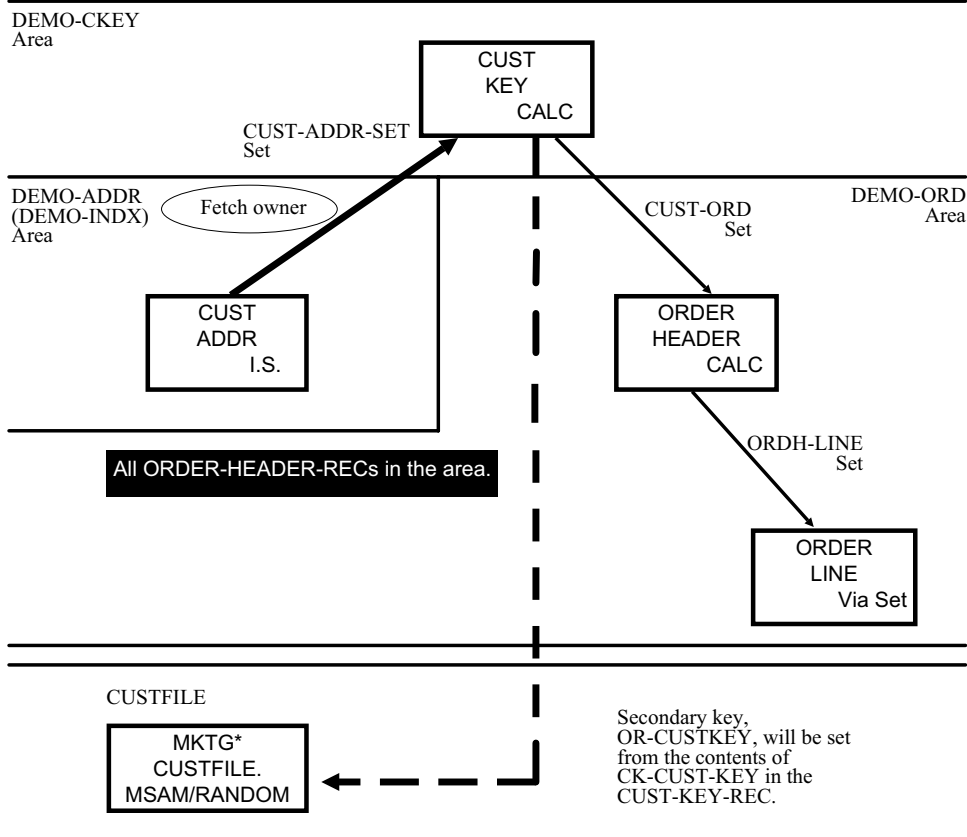 DEMO-CKEY
Area
CUST
KEY
CALC
CUST-ADDR-SET
Set
DEMO-ADDR
(DEMO-INDX)
Area
Fetch owner
CUST-ORD
Set
DEMO-ORD
Area
CUST
ADDR
I.S.
ORDER
HEADER
CALC
ORDH-LINE
Set
All ORDER-HEADER-RECs in the area.
ORDER
LINE
Via Set
CUSTFILE
MKTG*
CUSTFILE.
MSAM/RANDOM
Secondary key,
OR-CUSTKEY, will be set
from the contents of
CK-CUST-KEY in the
CUST-KEY-REC.